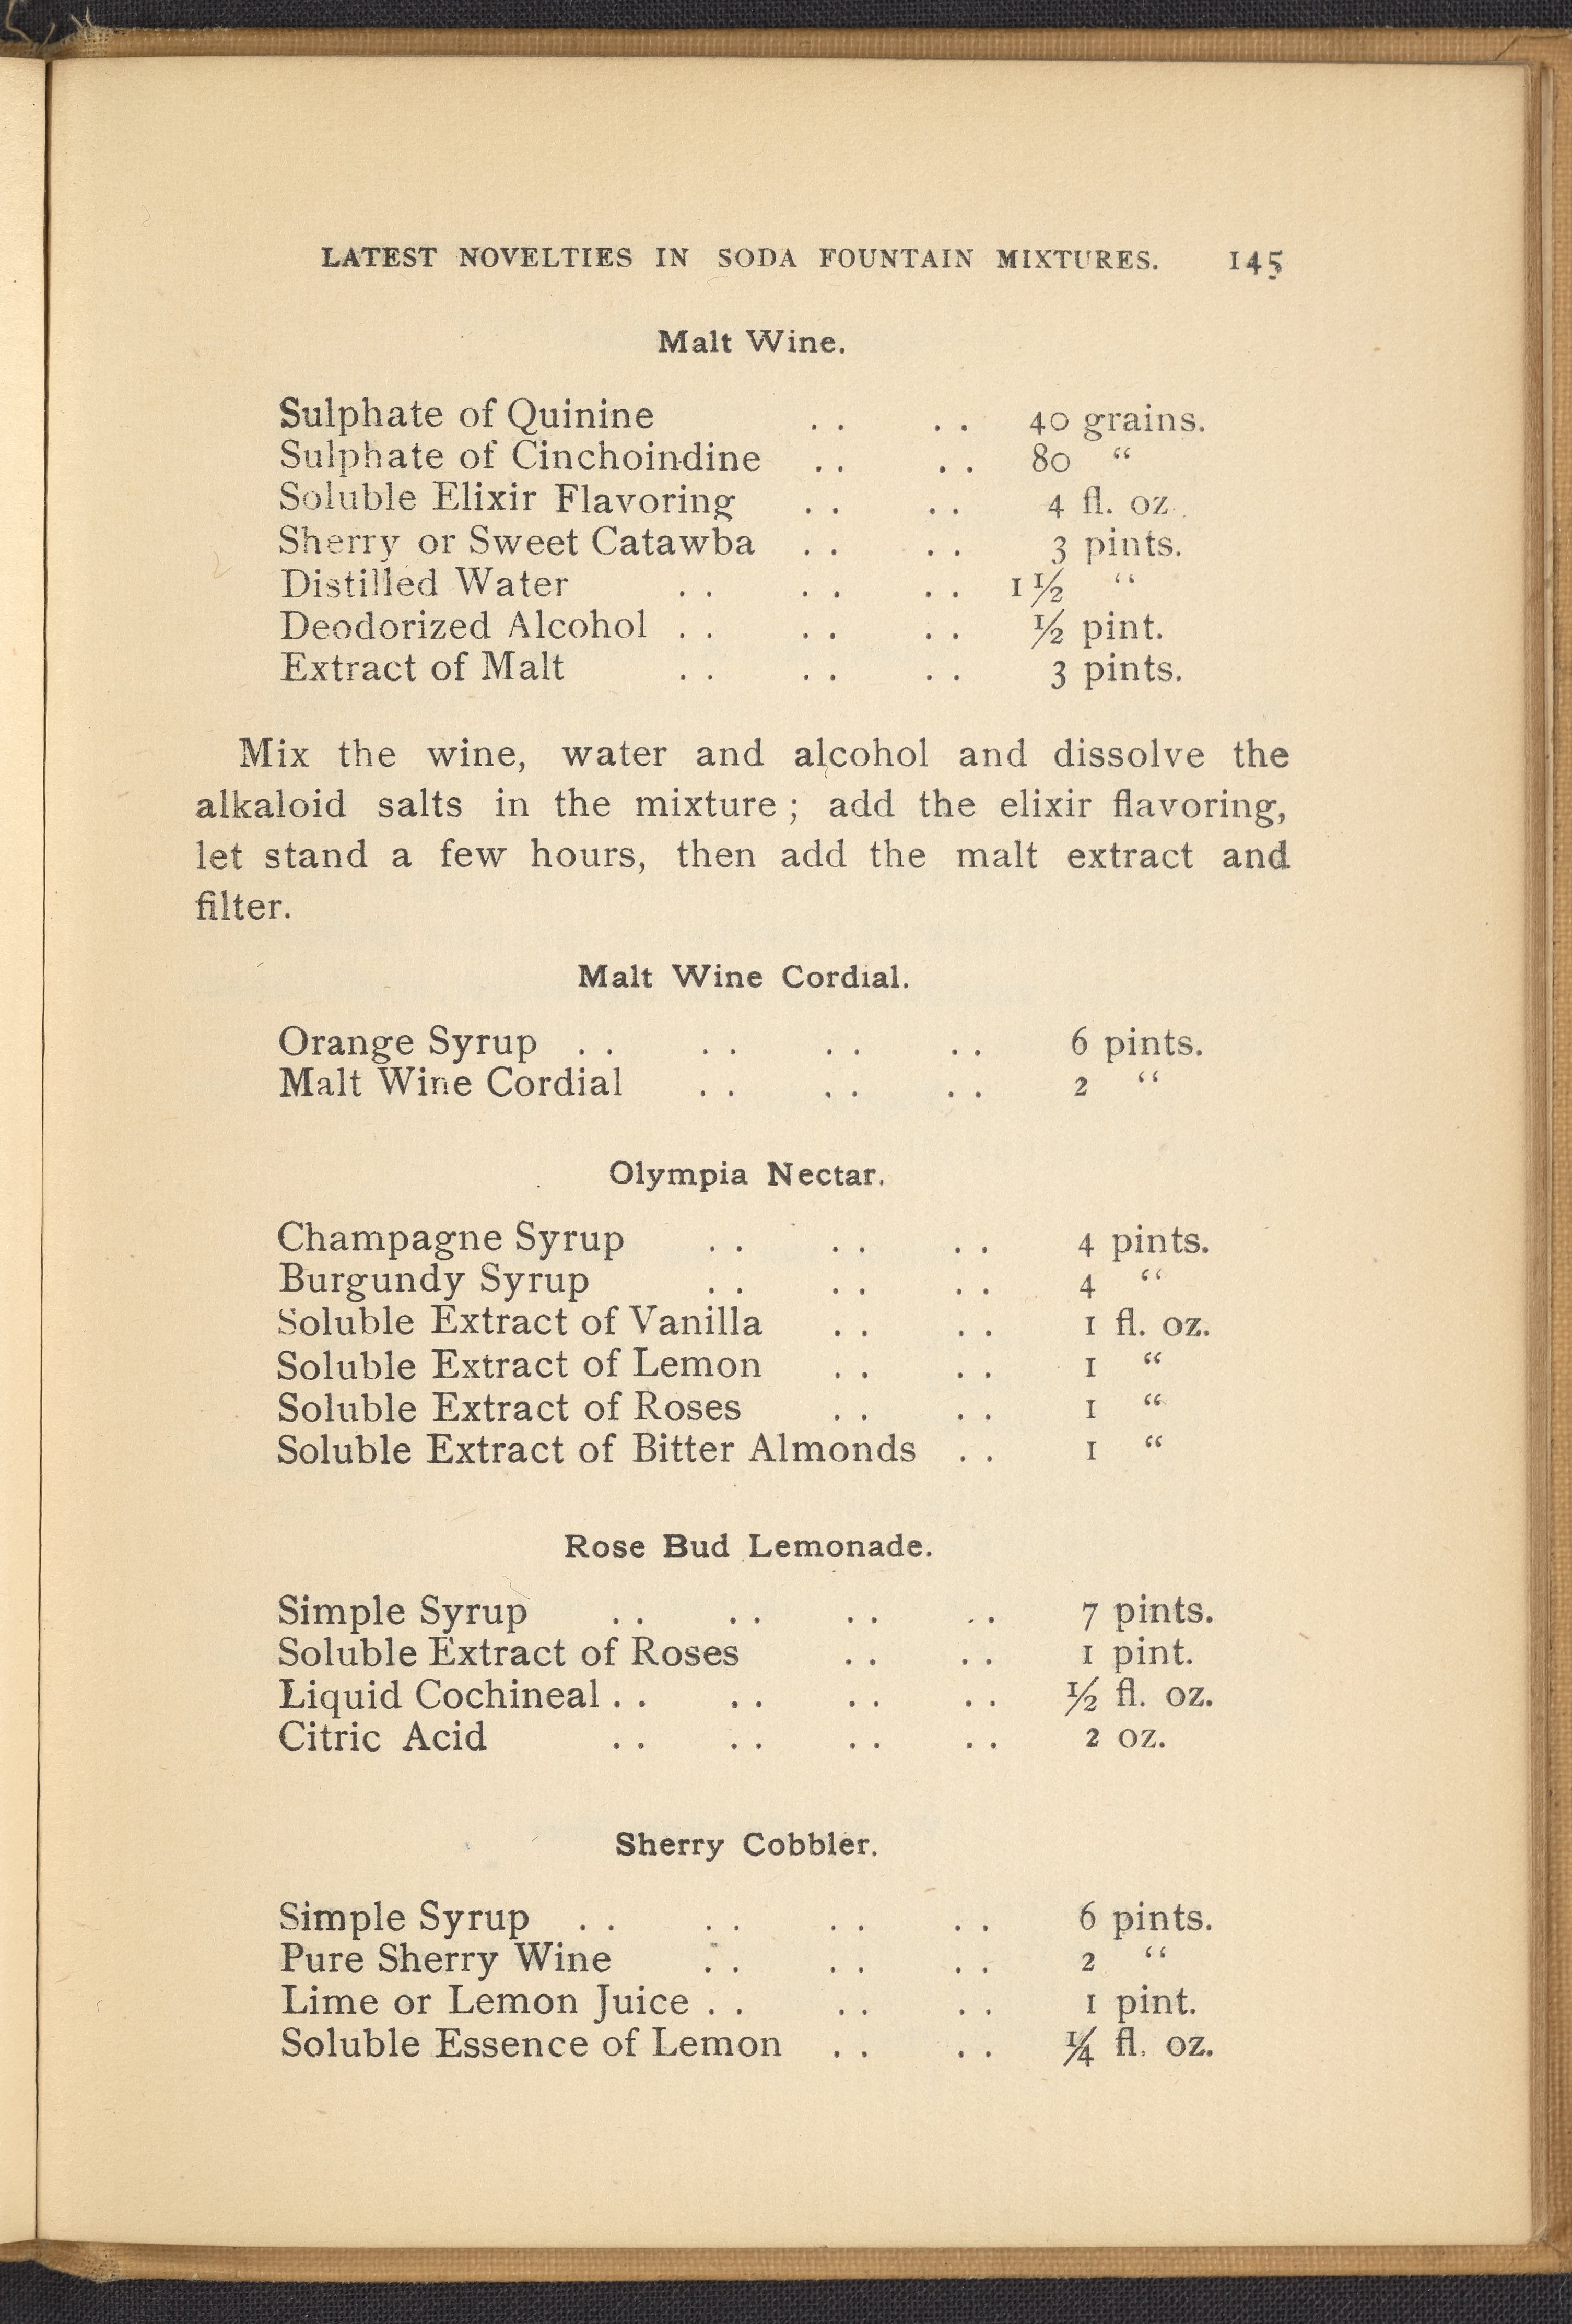 LATEST NOVELTIES IN SODA FOUNTAIN MIXTURES. 145
Malt Wine.
Sulphate of Quinine .. .. 40 grains.
Sulphate of Cinchoindine .. .. 80 “
Soluble Elixir Flavoring .. .. 4 fl. oz.
Sherry or Sweet Catawba .. .. 3 pints.
Distilled Water .. .. .. 1½ “
Deodorized Alcohol .. .. .. ½ pint.
Extract of Malt .. .. .. 3 pints.
Mix the wine, water and alcohol and dissolve the
alkaloid salts in the mixture ; add the elixir flavoring,
let stand a few hours, then add the malt extract and
filter.
Malt Wine Cordial.
Orange Syrup .. .. .. .. 6 pints.
Malt Wine Cordial .. .. .. 2 “
Olympia Nectar.
Champagne Syrup .. .. .. 4 pints.
Burgundy Syrup .. .. .. 4 “
Soluble Extract of Vanilla .. .. 1 fl. oz.
Soluble Extract of Lemon .. .. 1 “
Soluble Extract of Roses .. .. 1 “
Soluble Extract of Bitter Almonds .. 1 “
Rose Bud Lemonade.
Simple Syrup .. .. .. .. 7 pints.
Soluble Extract of Roses .. .. 1 pint.
Liquid Cochineal .. .. .. .. ½ fl. oz.
Citric Acid .. .. .. .. 2 oz.
Sherry Cobbler.
Simple Syrup .. .. .. .. 6 pints.
Pure Sherry Wine .. .. .. 2 “
Lime or Lemon Juice .. .. .. 1 pint.
Soluble Essence of Lemon .. .. ¼ fl. oz.